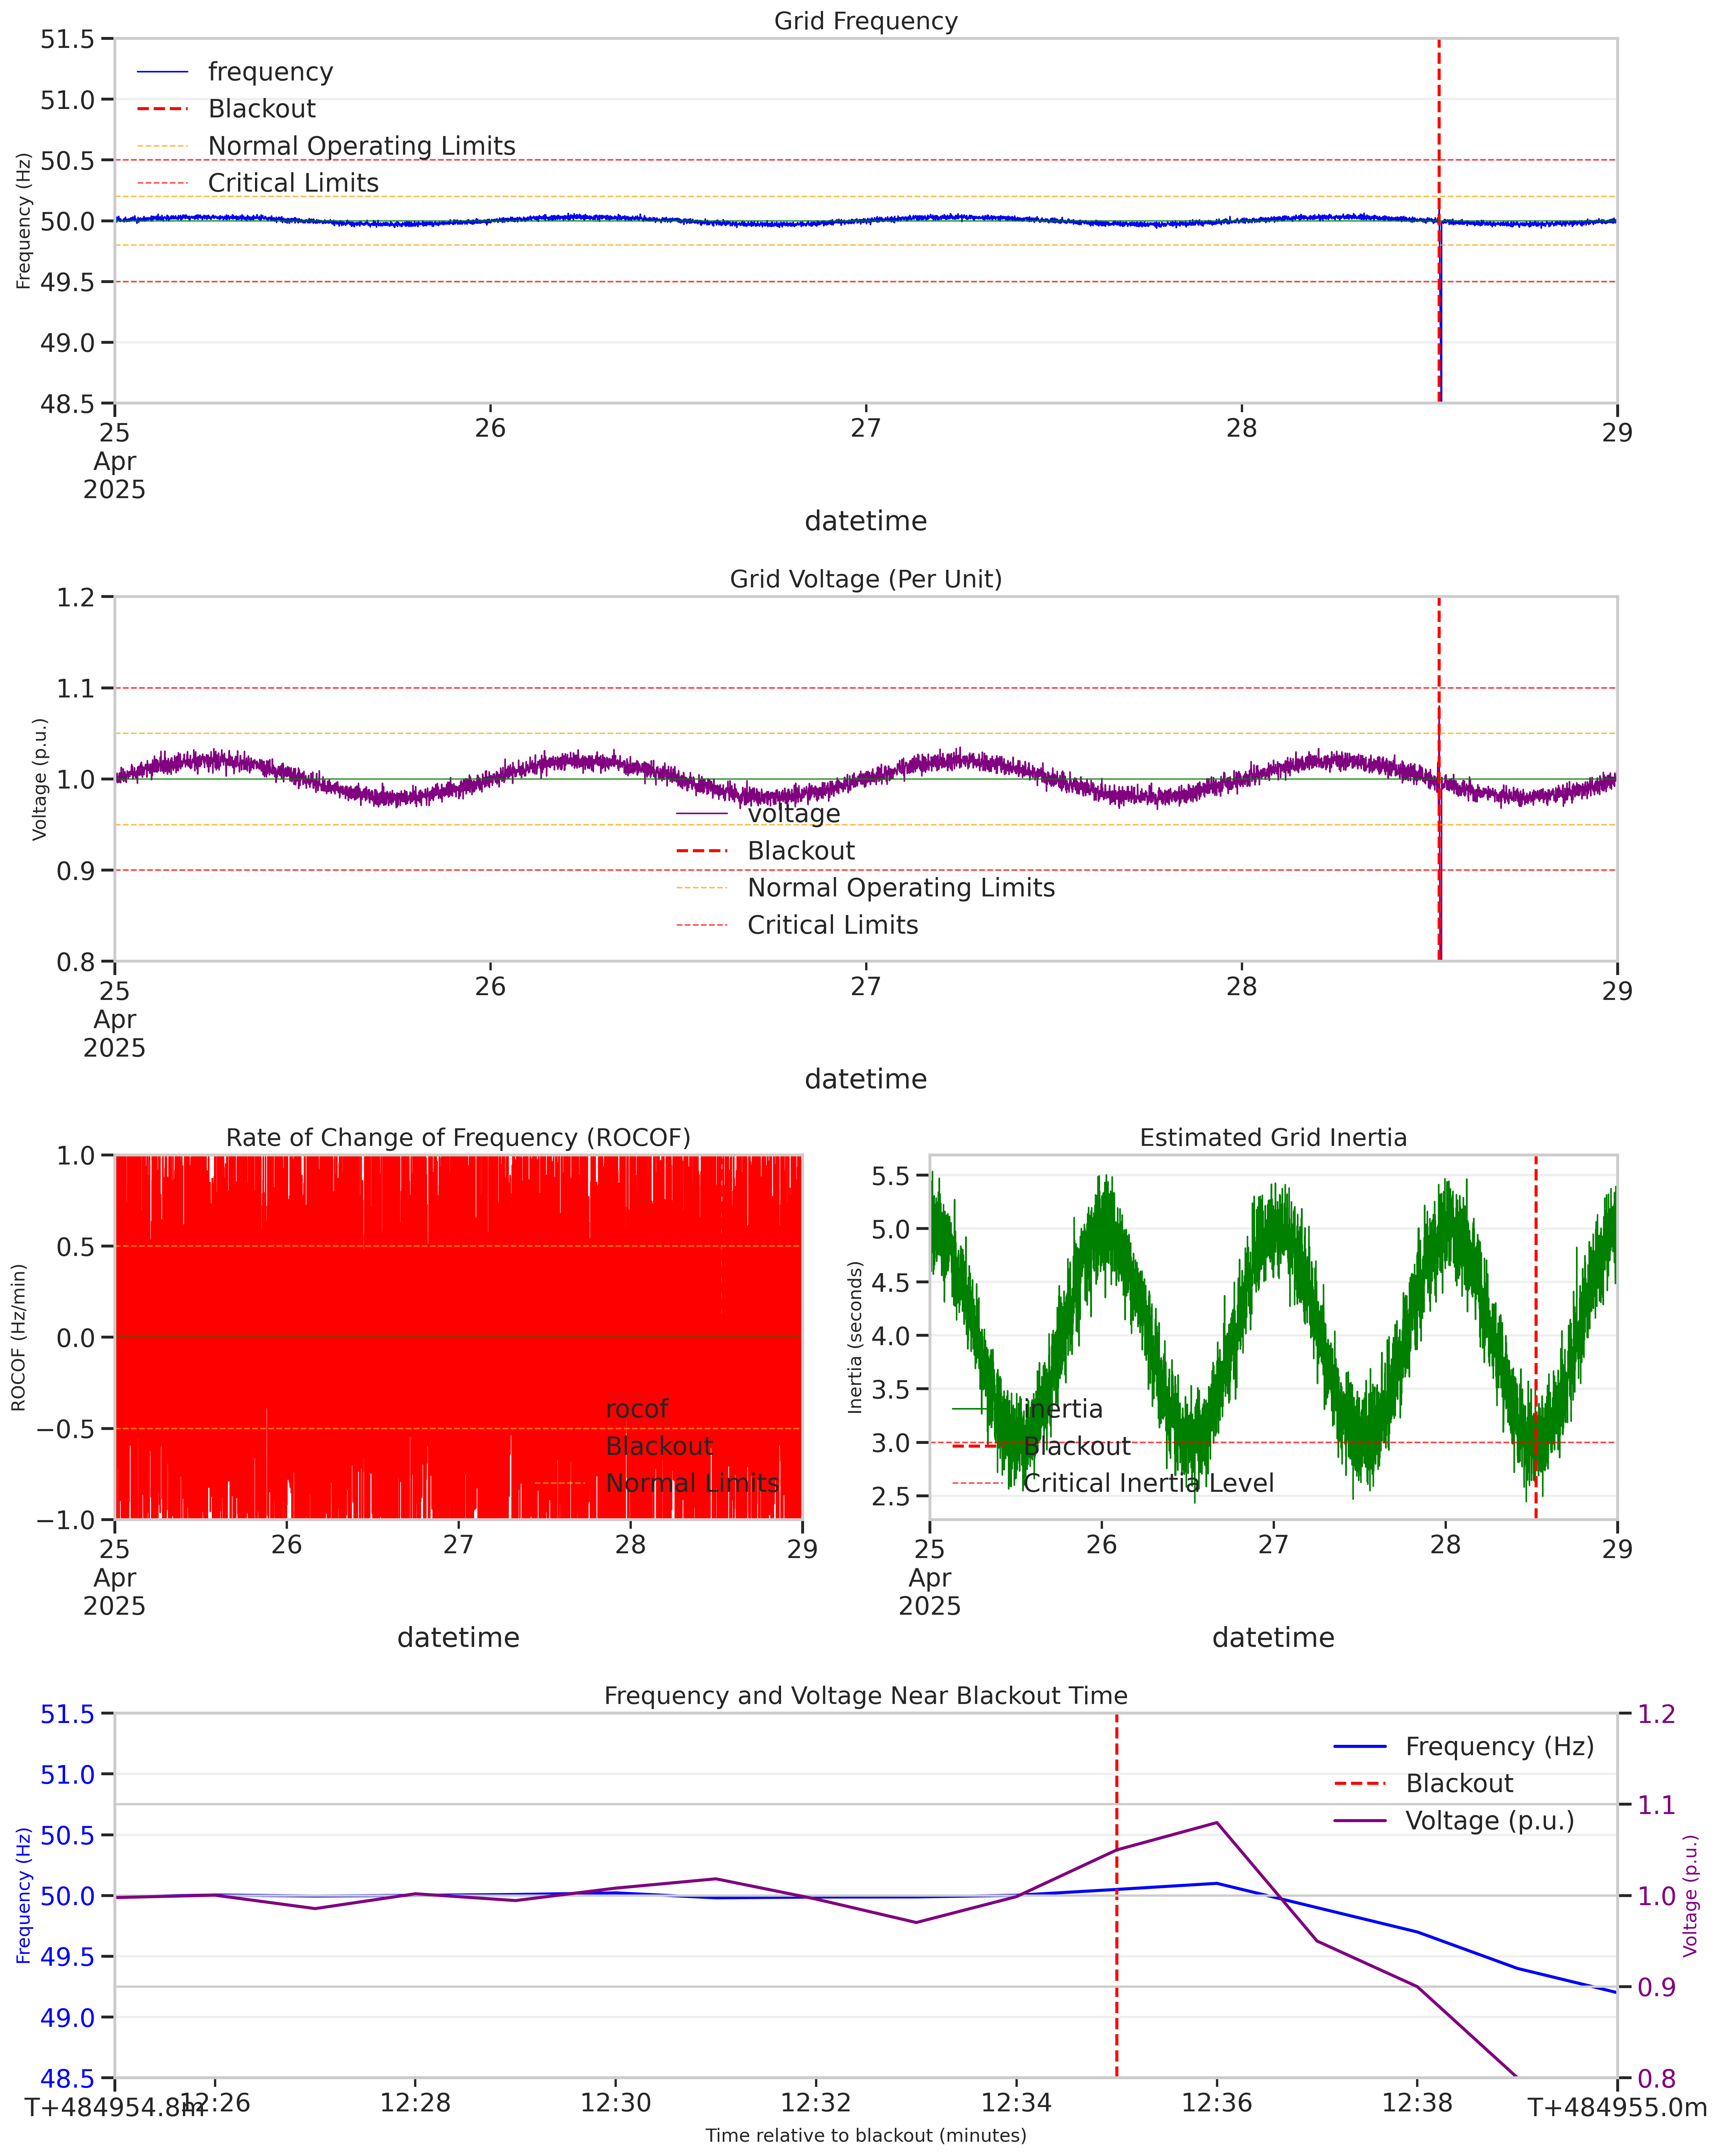 Grid Frequency
51.5
51.0
50.5
50.0
49.5
49.0
48.5
Frequency (Hz)
frequency
Blackout
Normal Operating Limits
Critical Limits
25
Apr
2025
26
27
28
29
datetime
Grid Voltage (Per Unit)
1.2
1.1
1.0
0.9
0.8
Voltage (p.u.)
voltage
Blackout
Normal Operating Limits
Critical Limits
25
Apr
2025
26
27
28
29
datetime
Rate of Change of Frequency (ROCOF)
1.0
0.5
0.0
−0.5
−1.0
ROCOF (Hz/min)
rocof
Blackout
Normal Limits
25
Apr
2025
26
27
28
29
datetime
Estimated Grid Inertia
5.5
5.0
4.5
4.0
3.5
3.0
2.5
Inertia (seconds)
inertia
Blackout
Critical Inertia Level
25
Apr
2025
26
27
28
29
datetime
Frequency and Voltage Near Blackout Time
51.5
51.0
50.5
50.0
49.5
49.0
48.5
Frequency (Hz)
Frequency (Hz)
Blackout
Voltage (p.u.)
1.2
1.1
1.0
0.9
0.8
Voltage (p.u.)
T+484954.8m
12:26
12:28
12:30
12:32
12:34
12:36
12:38
T+484955.0m
Time relative to blackout (minutes)